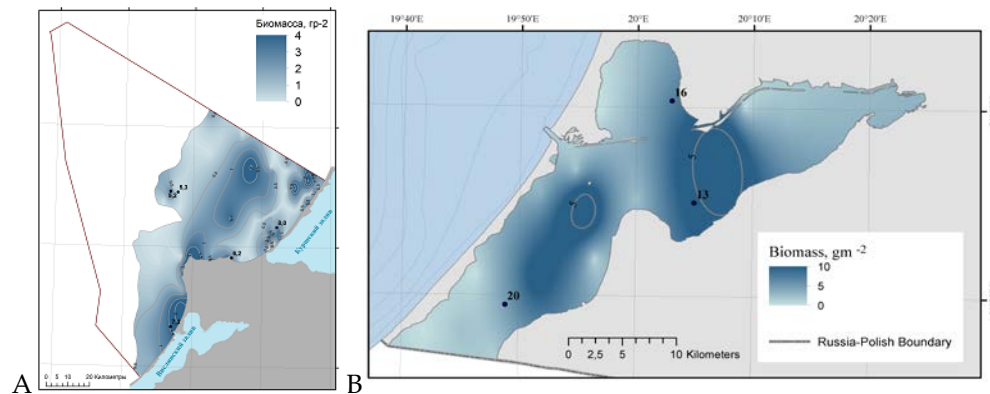 Биомасса, гр-2
4
3
2
1
0
Куршский залив
Вислинский залив
0 5 10 20 Километры
A
19°40'E 19°50'E 20°E 20°10'E 20°20'E
16
5
13
5
20
Biomass, gm -2
10
5
0
0 2,5 5 10 Kilometers
Russia-Polish Boundary
B